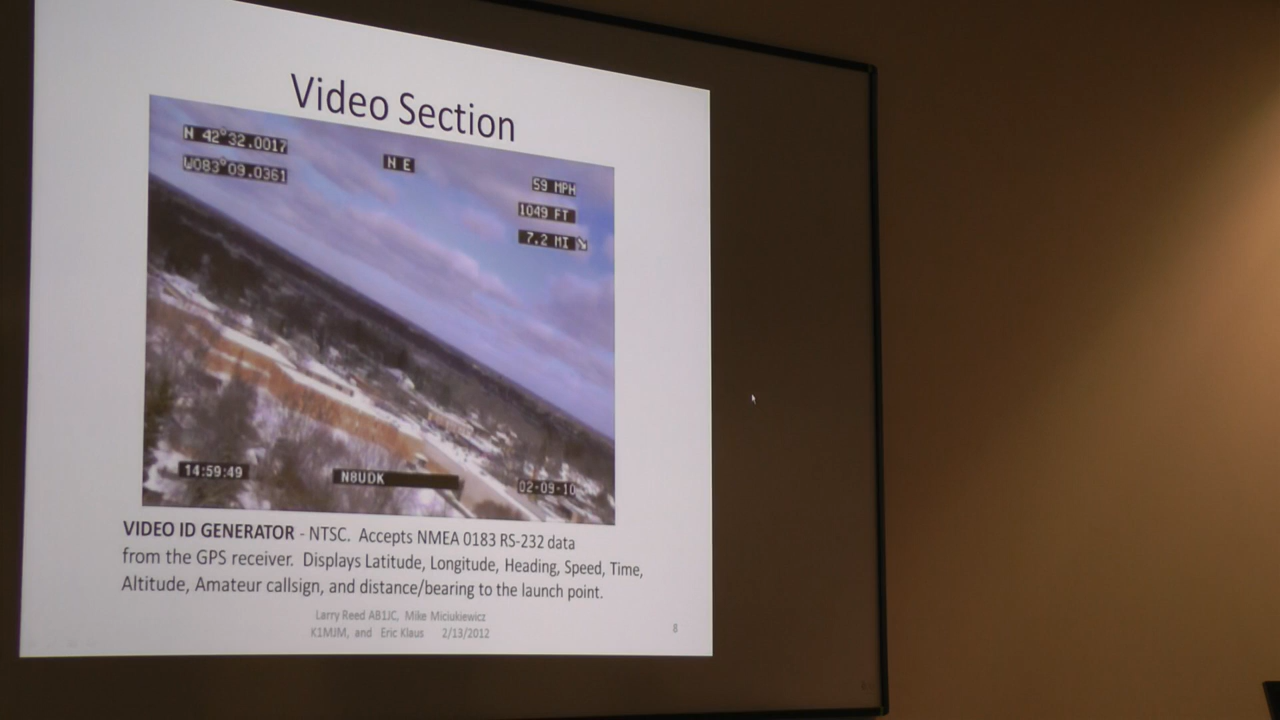 Video Section
N 42°32.0017
W083°09.0361
N E
59 MPH
1049 FT
7.2 MI
14:59:49
N8UDK
02-09-10
VIDEO ID GENERATOR - NTSC. Accepts NMEA 0183 RS-232 data
from the GPS receiver. Displays Latitude, Longitude, Heading, Speed, Time,
Altitude, Amateur callsign, and distance/bearing to the launch point.
Larry Reed AB1JC, Mike Miciukiewicz
K1MJM, and Eric Klaus 2/13/2012
8